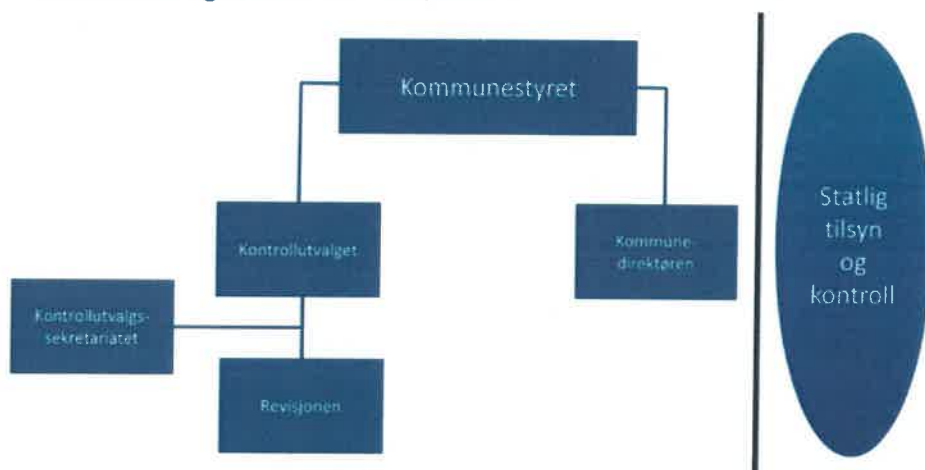 Kommunestyret
Kontrollutvalget
Kommune-
direktøren
Kontrollutvalgs-
sekretariatet
Revisjonen
Statlig
tilsyn
og
kontroll